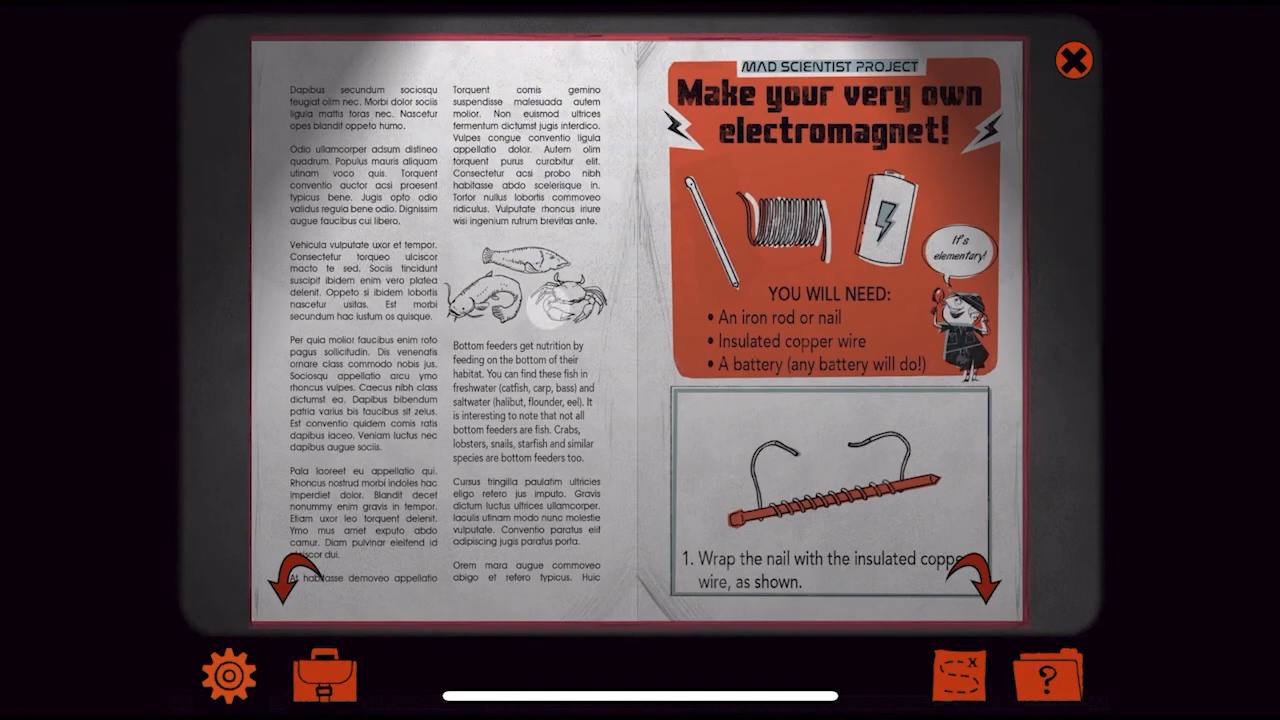 Dapibus secundum sociosqu
feugiat olim nec. Morbi dolor sociis
ligula mattis foras nec. Nascetur
opes blandit oppeto humo.
Odio ullamcorper adsum distineo
quadrum. Populus mauris aliquam
utinam voco quis. Torquent
conventio auctor acsi praesent
typicus bene. Jugis opto odio
validus regula bene odio. Dignissim
augue faucibus cui libero.
Vehicula vulputate uxor et tempor.
Consectetur torqueo ulciscor
macto te sed. Sociis tincidunt
suscipit ibidem enim vero platea
delenit. Oppeto si ibidem lobortis
nascetur usitas. Est morbi
secundum hac iustum os quisque.
Per quia molior faucibus enim roto
pagus sollicitudin. Dis venenatis
ornare class commodo nobis jus.
Sociosqu appellatio arcu ymo
rhoncus vulpes. Caecus nibh class
dictumst ea. Dapibus bibendum
patria varius bis faucibus sit zelus.
Est conventio quidem comis ratis
dapibus iaceo. Veniam luctus nec
dapibus augue sociis.
Pala laoreet eu appellatio qui.
Rhoncus nostrud morbi indoles hac
imperdiet dolor. Blandit decet
nonummy enim gravis in tempor.
Etiam uxor leo torquent delenit.
Ymo mus amet exputo abdo
camur. Diam pulvinar eleifend id
dui.
At habitasse demoveo appellatio
Torquent comis gemino
suspendisse malesuada autem
molior. Non euismod ultrices
fermentum dictumst jugis interdico.
Vulpes congue conventio ligula
appellatio dolor. Autem olim
torquent purus curabitur elit.
Consectetur acsi probo nibh
habitasse abdo scelerisque in.
Tortor nullus lobortis commoveo
ridiculus. Vulputate rhoncus iriure
wisi ingenium rutrum brevitas ante.
Bottom feeders get nutrition by
feeding on the bottom of their
habitat. You can find these fish in
freshwater (catfish, carp, bass) and
saltwater (halibut, flounder, eel). It
is interesting to note that not all
bottom feeders are fish. Crabs,
lobsters, snails, starfish and similar
species are bottom feeders too.
Cursus fringilla paulatim ultricies
eligo refero jus imputo. Gravis
dictum luctus ultrices ullamcorper.
Iaculis utinam modo nunc molestie
vulputate. Conventio paratus elit
adipiscing jugis paratus porta.
Orem mara augue commoveo
abigo et refero typicus. Huic
MAD SCIENTIST PROJECT
Make your very own
electromagnet!
It's
elementary!
YOU WILL NEED:
• An iron rod or nail
• Insulated copper wire
• A battery (any battery will do!)
1. Wrap the nail with the insulated coppe
wire, as shown.
x
?